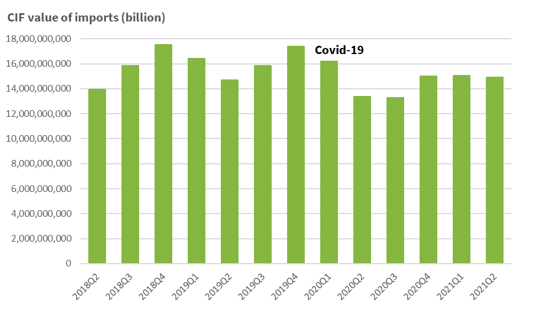 CIF value of imports (billion)
18,000,000,000
16,000,000,000
14,000,000,000
12,000,000,000
10,000,000,000
8,000,000,000
6,000,000,000
4,000,000,000
2,000,000,000
0
Covid-19
2018Q2
2018Q3
2018Q4
2019Q1
2019Q2
2019Q3
2019Q4
2020Q1
2020Q2
2020Q3
2020Q4
2021Q1
2021Q2